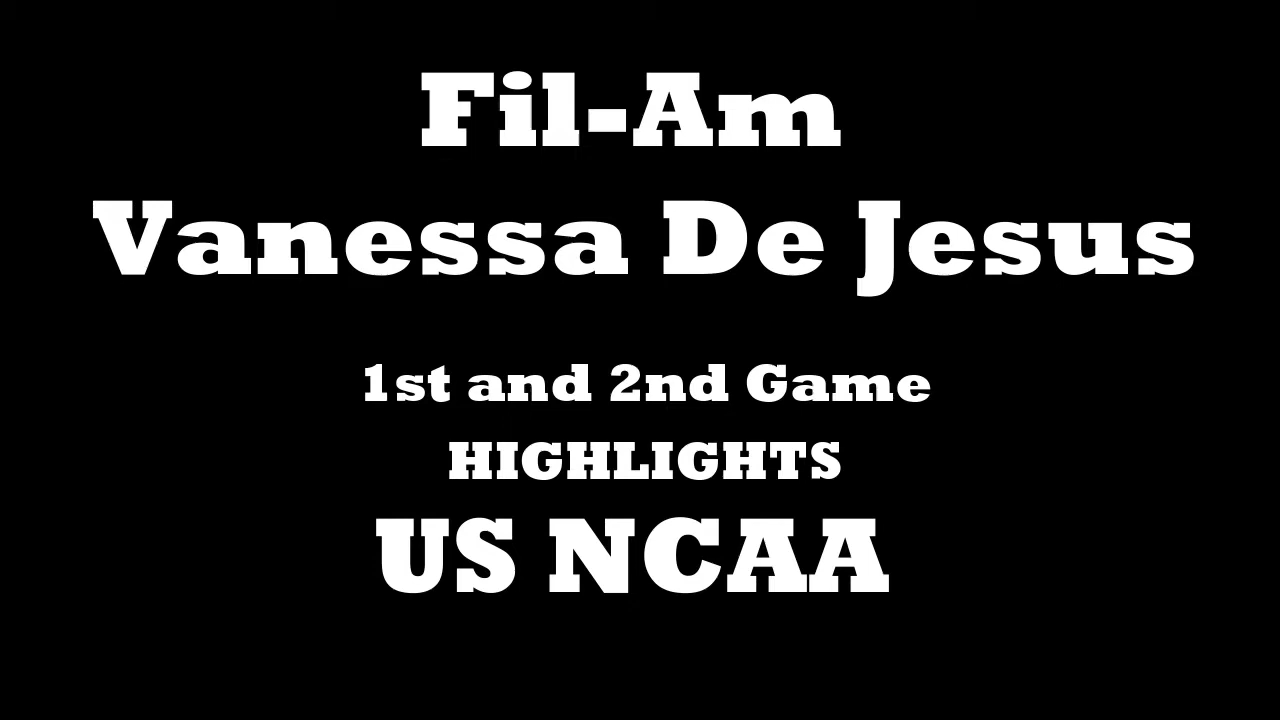 Fil-Am
Vanessa De Jesus
1st and 2nd Game
HIGHLIGHTS
US NCAA